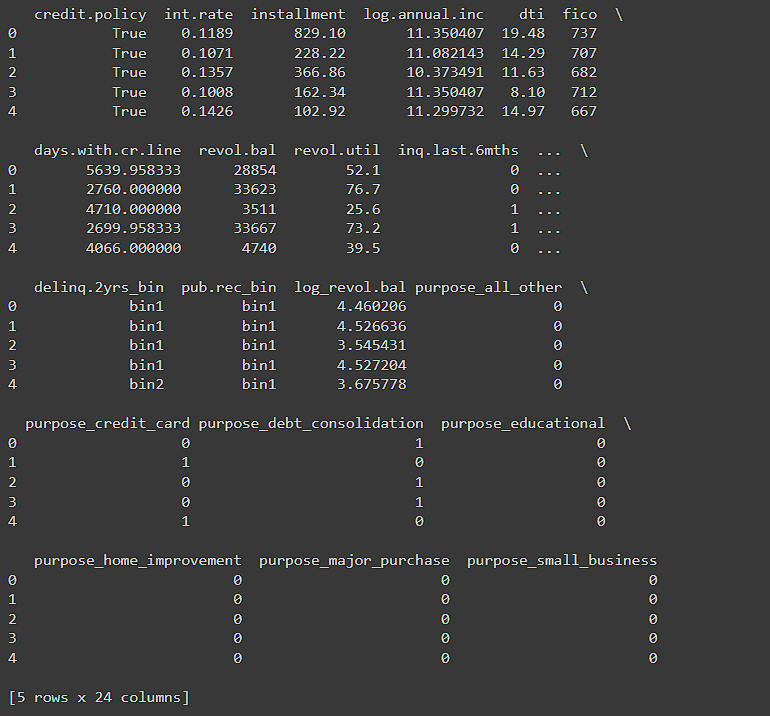 credit.policy  int.rate  installment  log.annual.inc    dti  fico  \
0           True    0.1189       829.10       11.350407  19.48   737
1           True    0.1071       228.22       11.082143  14.29   707
2           True    0.1357       366.86       10.373491  11.63   682
3           True    0.1008       162.34       11.350407   8.10   712
4           True    0.1426       102.92       11.299732  14.97   667
   days.with.cr.line  revol.bal  revol.util  inq.last.6mths  ...  \
0        5639.958333      28854        52.1               0  ...
1        2760.000000      33623        76.7               0  ...
2        4710.000000       3511        25.6               1  ...
3        2699.958333      33667        73.2               1  ...
4        4066.000000       4740        39.5               0  ...
   delinq.2yrs_bin  pub.rec_bin  log_revol.bal purpose_all_other  \
0             bin1         bin1       4.460206                 0
1             bin1         bin1       4.526636                 0
2             bin1         bin1       3.545431                 0
3             bin1         bin1       4.527204                 0
4             bin2         bin1       3.675778                 0
  purpose_credit_card purpose_debt_consolidation  purpose_educational  \
0                   0                          1                    0
1                   1                          0                    0
2                   0                          1                    0
3                   0                          1                    0
4                   1                          0                    0
   purpose_home_improvement  purpose_major_purchase  purpose_small_business
0                         0                       0                       0
1                         0                       0                       0
2                         0                       0                       0
3                         0                       0                       0
4                         0                       0                       0
[5 rows x 24 columns]